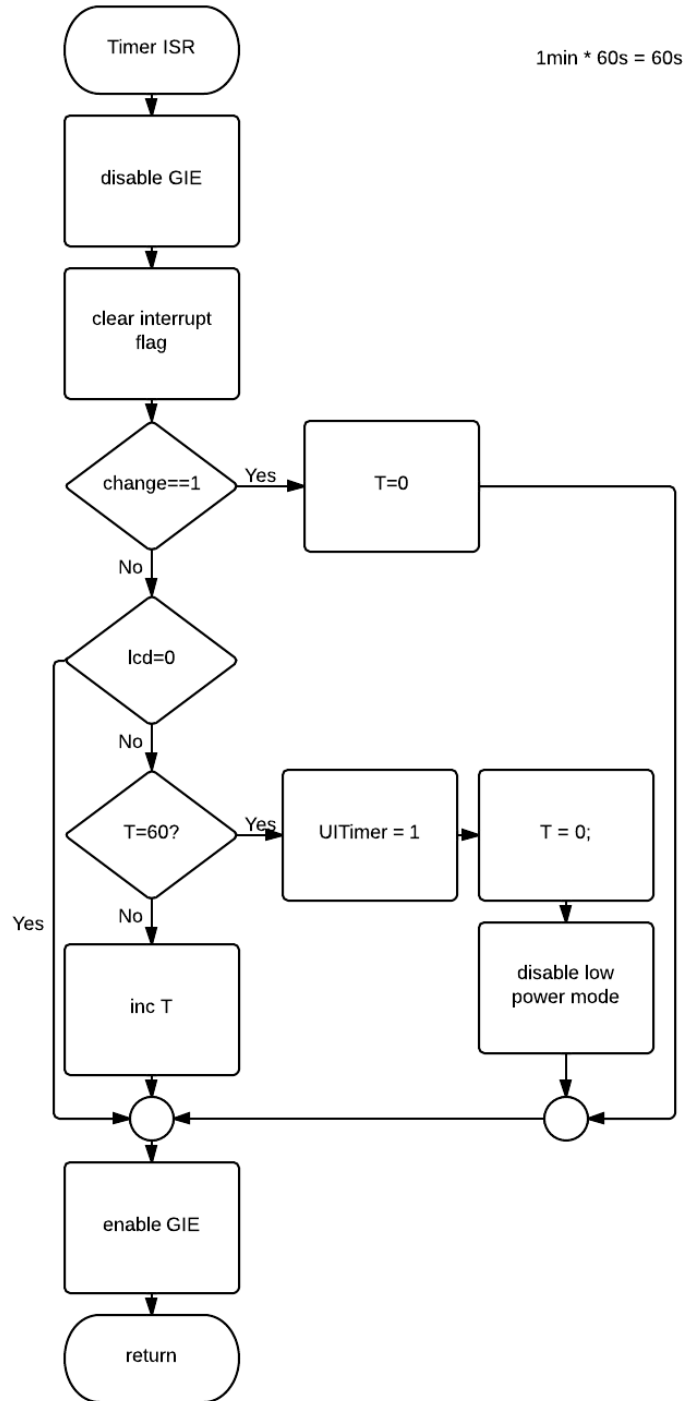 Timer ISR
1min * 60s = 60s
disable GIE
clear interrupt
flag
change==1
Yes
T=0
No
lcd=0
No
T=60?
Yes
UITimer = 1
T = 0;
No
Yes
inc T
disable low
power mode
enable GIE
return